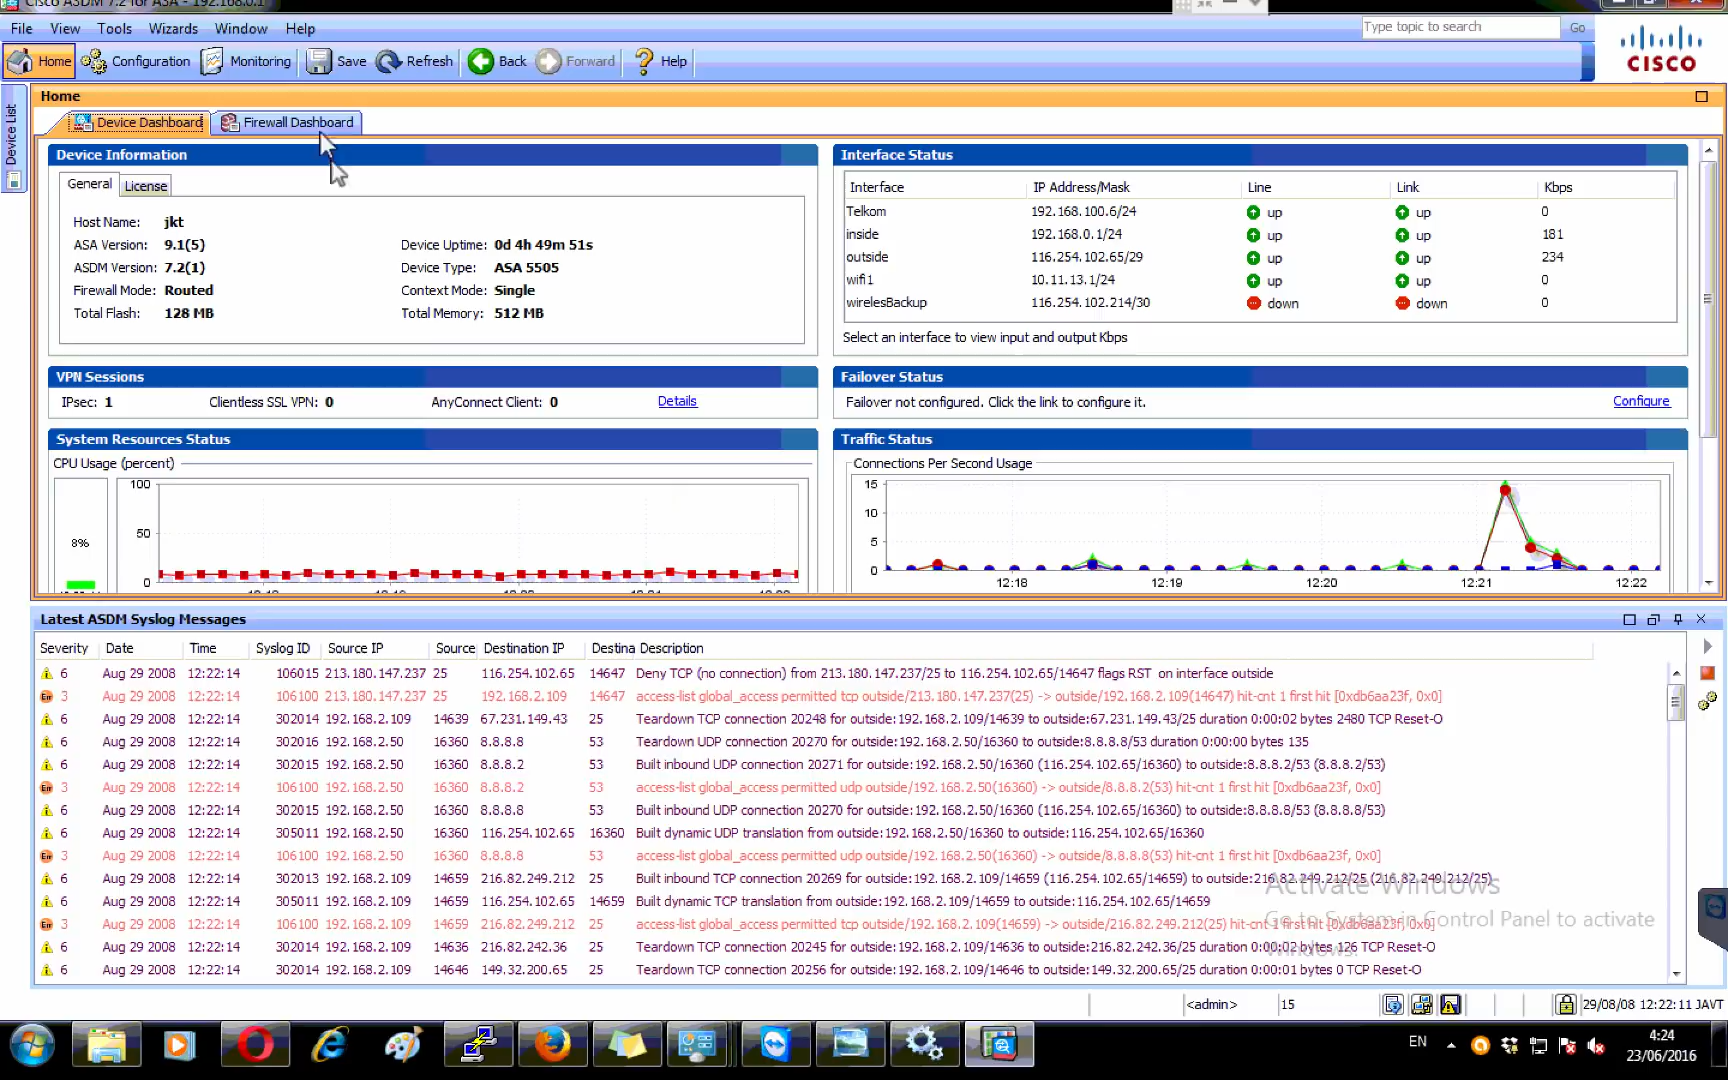 Cisco ASDM 7.2 for ASA - 192.168.0.1
File View Tools Wizards Window Help
Type topic to search Go
Home Configuration Monitoring Save Refresh Back Forward Help
CISCO
Device List
Home
Device Dashboard Firewall Dashboard
Device Information
General License
Host Name: jkt
ASA Version: 9.1(5) Device Uptime: 0d 4h 49m 51s
ASDM Version: 7.2(1) Device Type: ASA 5505
Firewall Mode: Routed Context Mode: Single
Total Flash: 128 MB Total Memory: 512 MB
Interface Status
Interface IP Address/Mask Line Link Kbps
Telkom 192.168.100.6/24 up up 0
inside 192.168.0.1/24 up up 181
outside 116.254.102.65/29 up up 234
wifi1 10.11.13.1/24 up up 0
wirelesBackup 116.254.102.214/30 down down 0
Select an interface to view input and output Kbps
VPN Sessions
IPsec: 1 Clientless SSL VPN: 0 AnyConnect Client: 0 Details
Failover Status
Failover not configured. Click the link to configure it. Configure
System Resources Status
CPU Usage (percent)
100
50
0
8%
Traffic Status
Connections Per Second Usage
15
10
5
0
12:18 12:19 12:20 12:21 12:22
Latest ASDM Syslog Messages
Severity Date Time Syslog ID Source IP Source Destination IP Destina Description
6 Aug 29 2008 12:22:14 106015 213.180.147.237 25 116.254.102.65 14647 Deny TCP (no connection) from 213.180.147.237/25 to 116.254.102.65/14647 flags RST on interface outside
3 Aug 29 2008 12:22:14 106100 213.180.147.237 25 192.168.2.109 14647 access-list global_access permitted tcp outside/213.180.147.237(25) -> outside/192.168.2.109(14647) hit-cnt 1 first hit [0xdb6aa23f, 0x0]
6 Aug 29 2008 12:22:14 302014 192.168.2.109 14639 67.231.149.43 25 Teardown TCP connection 20248 for outside:192.168.2.109/14639 to outside:67.231.149.43/25 duration 0:00:02 bytes 2480 TCP Reset-O
6 Aug 29 2008 12:22:14 302016 192.168.2.50 16360 8.8.8.8 53 Teardown UDP connection 20270 for outside:192.168.2.50/16360 to outside:8.8.8.8/53 duration 0:00:00 bytes 135
6 Aug 29 2008 12:22:14 302015 192.168.2.50 16360 8.8.8.2 53 Built inbound UDP connection 20271 for outside:192.168.2.50/16360 (116.254.102.65/16360) to outside:8.8.8.2/53 (8.8.8.2/53)
3 Aug 29 2008 12:22:14 106100 192.168.2.50 16360 8.8.8.2 53 access-list global_access permitted udp outside/192.168.2.50(16360) -> outside/8.8.8.2(53) hit-cnt 1 first hit [0xdb6aa23f, 0x0]
6 Aug 29 2008 12:22:14 302015 192.168.2.50 16360 8.8.8.8 53 Built inbound UDP connection 20270 for outside:192.168.2.50/16360 (116.254.102.65/16360) to outside:8.8.8.8/53 (8.8.8.8/53)
6 Aug 29 2008 12:22:14 305011 192.168.2.50 16360 116.254.102.65 16360 Built dynamic UDP translation from outside:192.168.2.50/16360 to outside:116.254.102.65/16360
3 Aug 29 2008 12:22:14 106100 192.168.2.50 16360 8.8.8.8 53 access-list global_access permitted udp outside/192.168.2.50(16360) -> outside/8.8.8.8(53) hit-cnt 1 first hit [0xdb6aa23f, 0x0]
6 Aug 29 2008 12:22:14 302013 192.168.2.109 14659 216.82.249.212 25 Built inbound TCP connection 20269 for outside:192.168.2.109/14659 (116.254.102.65/14659) to outside:216.82.249.212/25 (216.82.249.212/25)
6 Aug 29 2008 12:22:14 305011 192.168.2.109 14659 116.254.102.65 14659 Built dynamic TCP translation from outside:192.168.2.109/14659 to outside:116.254.102.65/14659
3 Aug 29 2008 12:22:14 106100 192.168.2.109 14659 216.82.249.212 25 access-list global_access permitted tcp outside/192.168.2.109(14659) -> outside/216.82.249.212(25) hit-cnt 1 first hit [0xdb6aa23f, 0x0]
6 Aug 29 2008 12:22:14 302014 192.168.2.109 14636 216.82.242.36 25 Teardown TCP connection 20245 for outside:192.168.2.109/14636 to outside:216.82.242.36/25 duration 0:00:02 bytes 126 TCP Reset-O
6 Aug 29 2008 12:22:14 302014 192.168.2.109 14646 149.32.200.65 25 Teardown TCP connection 20256 for outside:192.168.2.109/14646 to outside:149.32.200.65/25 duration 0:00:01 bytes 0 TCP Reset-O
Activate Windows
Go to System in Control Panel to activate
Windows.
<admin> 15 29/08/08 12:22:11 JAVT
EN 4:24
23/06/2016